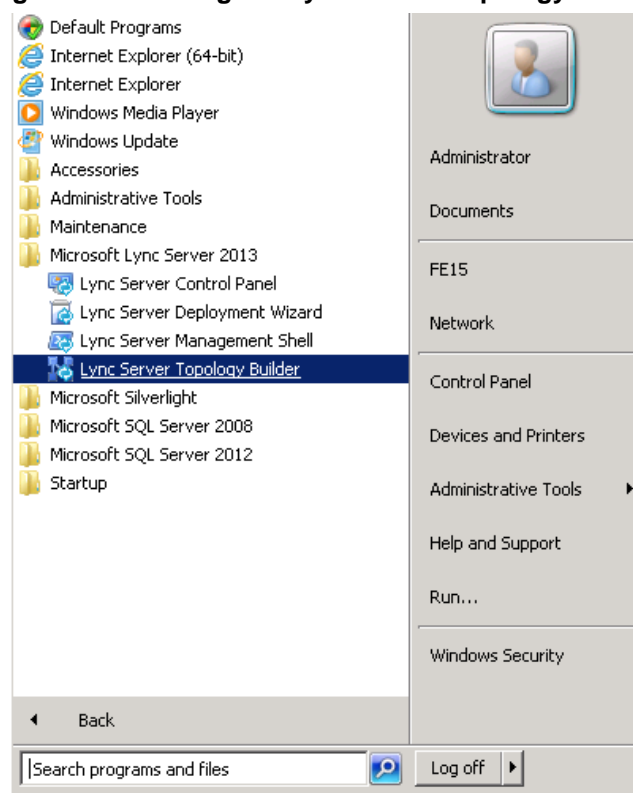 Default Programs
Internet Explorer (64-bit)
Internet Explorer
Windows Media Player
Windows Update
Accessories
Administrative Tools
Maintenance
Microsoft Lync Server 2013
Lync Server Control Panel
Lync Server Deployment Wizard
Lync Server Management Shell
Lync Server Topology Builder
Microsoft Silverlight
Microsoft SQL Server 2008
Microsoft SQL Server 2012
Startup
Back
Search programs and files
Administrator
Documents
FE15
Network
Control Panel
Devices and Printers
Administrative Tools
Help and Support
Run...
Windows Security
Log off